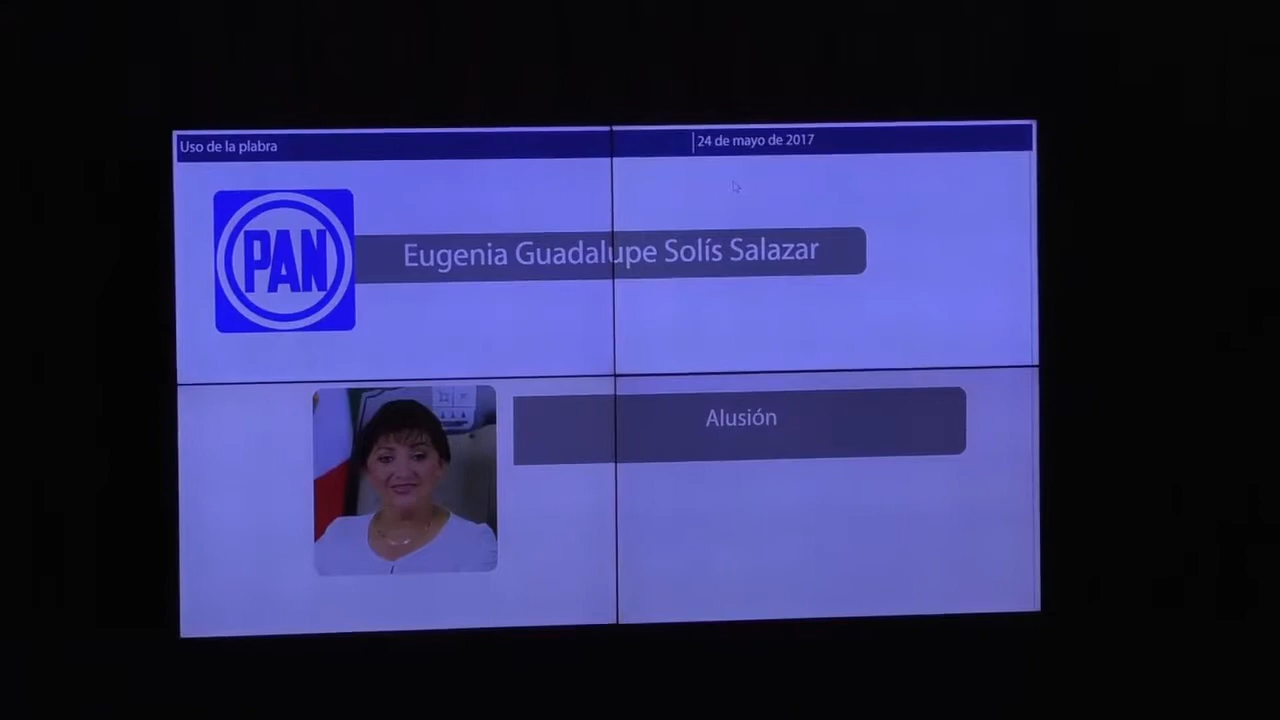 Uso de la plabra
24 de mayo de 2017
PAN
Eugenia Guadalupe Solís Salazar
Alusión